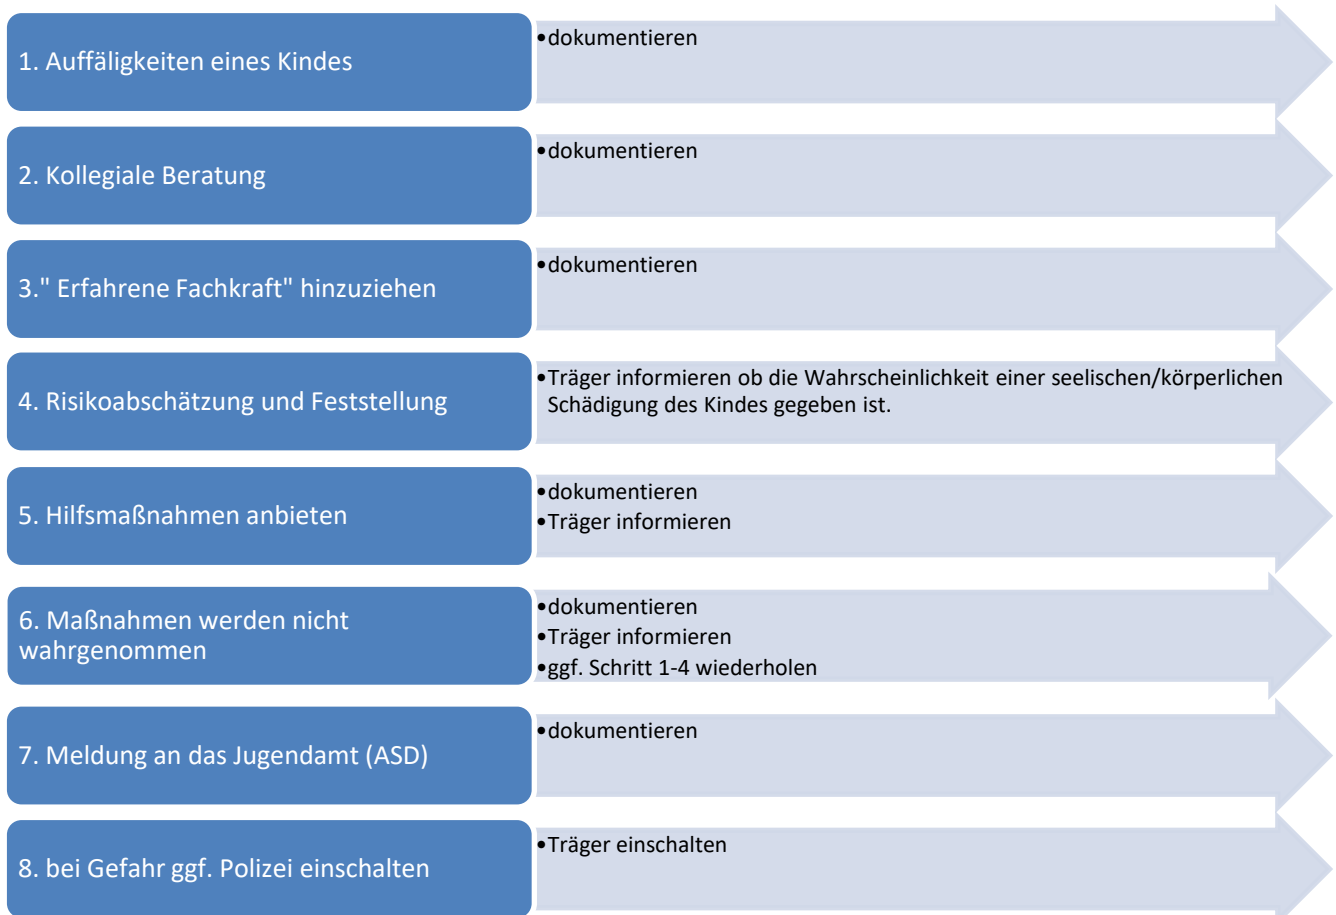 1. Auffäligkeiten eines Kindes
•dokumentieren
2. Kollegiale Beratung
•dokumentieren
3." Erfahrene Fachkraft" hinzuziehen
•dokumentieren
4. Risikoabschätzung und Feststellung
•Träger informieren ob die Wahrscheinlichkeit einer seelischen/körperlichen
Schädigung des Kindes gegeben ist.
5. Hilfsmaßnahmen anbieten
•dokumentieren
•Träger informieren
6. Maßnahmen werden nicht
wahrgenommen
•dokumentieren
•Träger informieren
•ggf. Schritt 1-4 wiederholen
7. Meldung an das Jugendamt (ASD)
•dokumentieren
8. bei Gefahr ggf. Polizei einschalten
•Träger einschalten